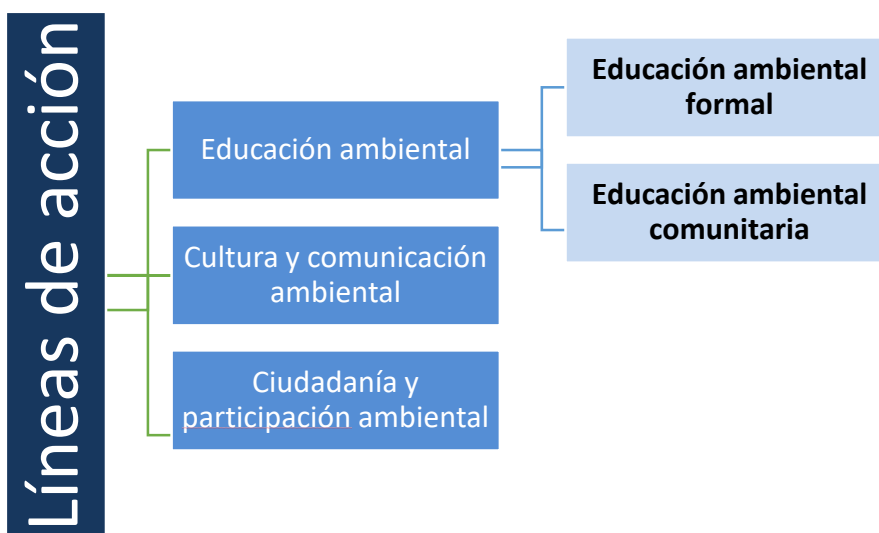 Líneas de acción
Educación ambiental
Cultura y comunicación
ambiental
Ciudadanía y
participación ambiental
Educación ambiental
formal
Educación ambiental
comunitaria